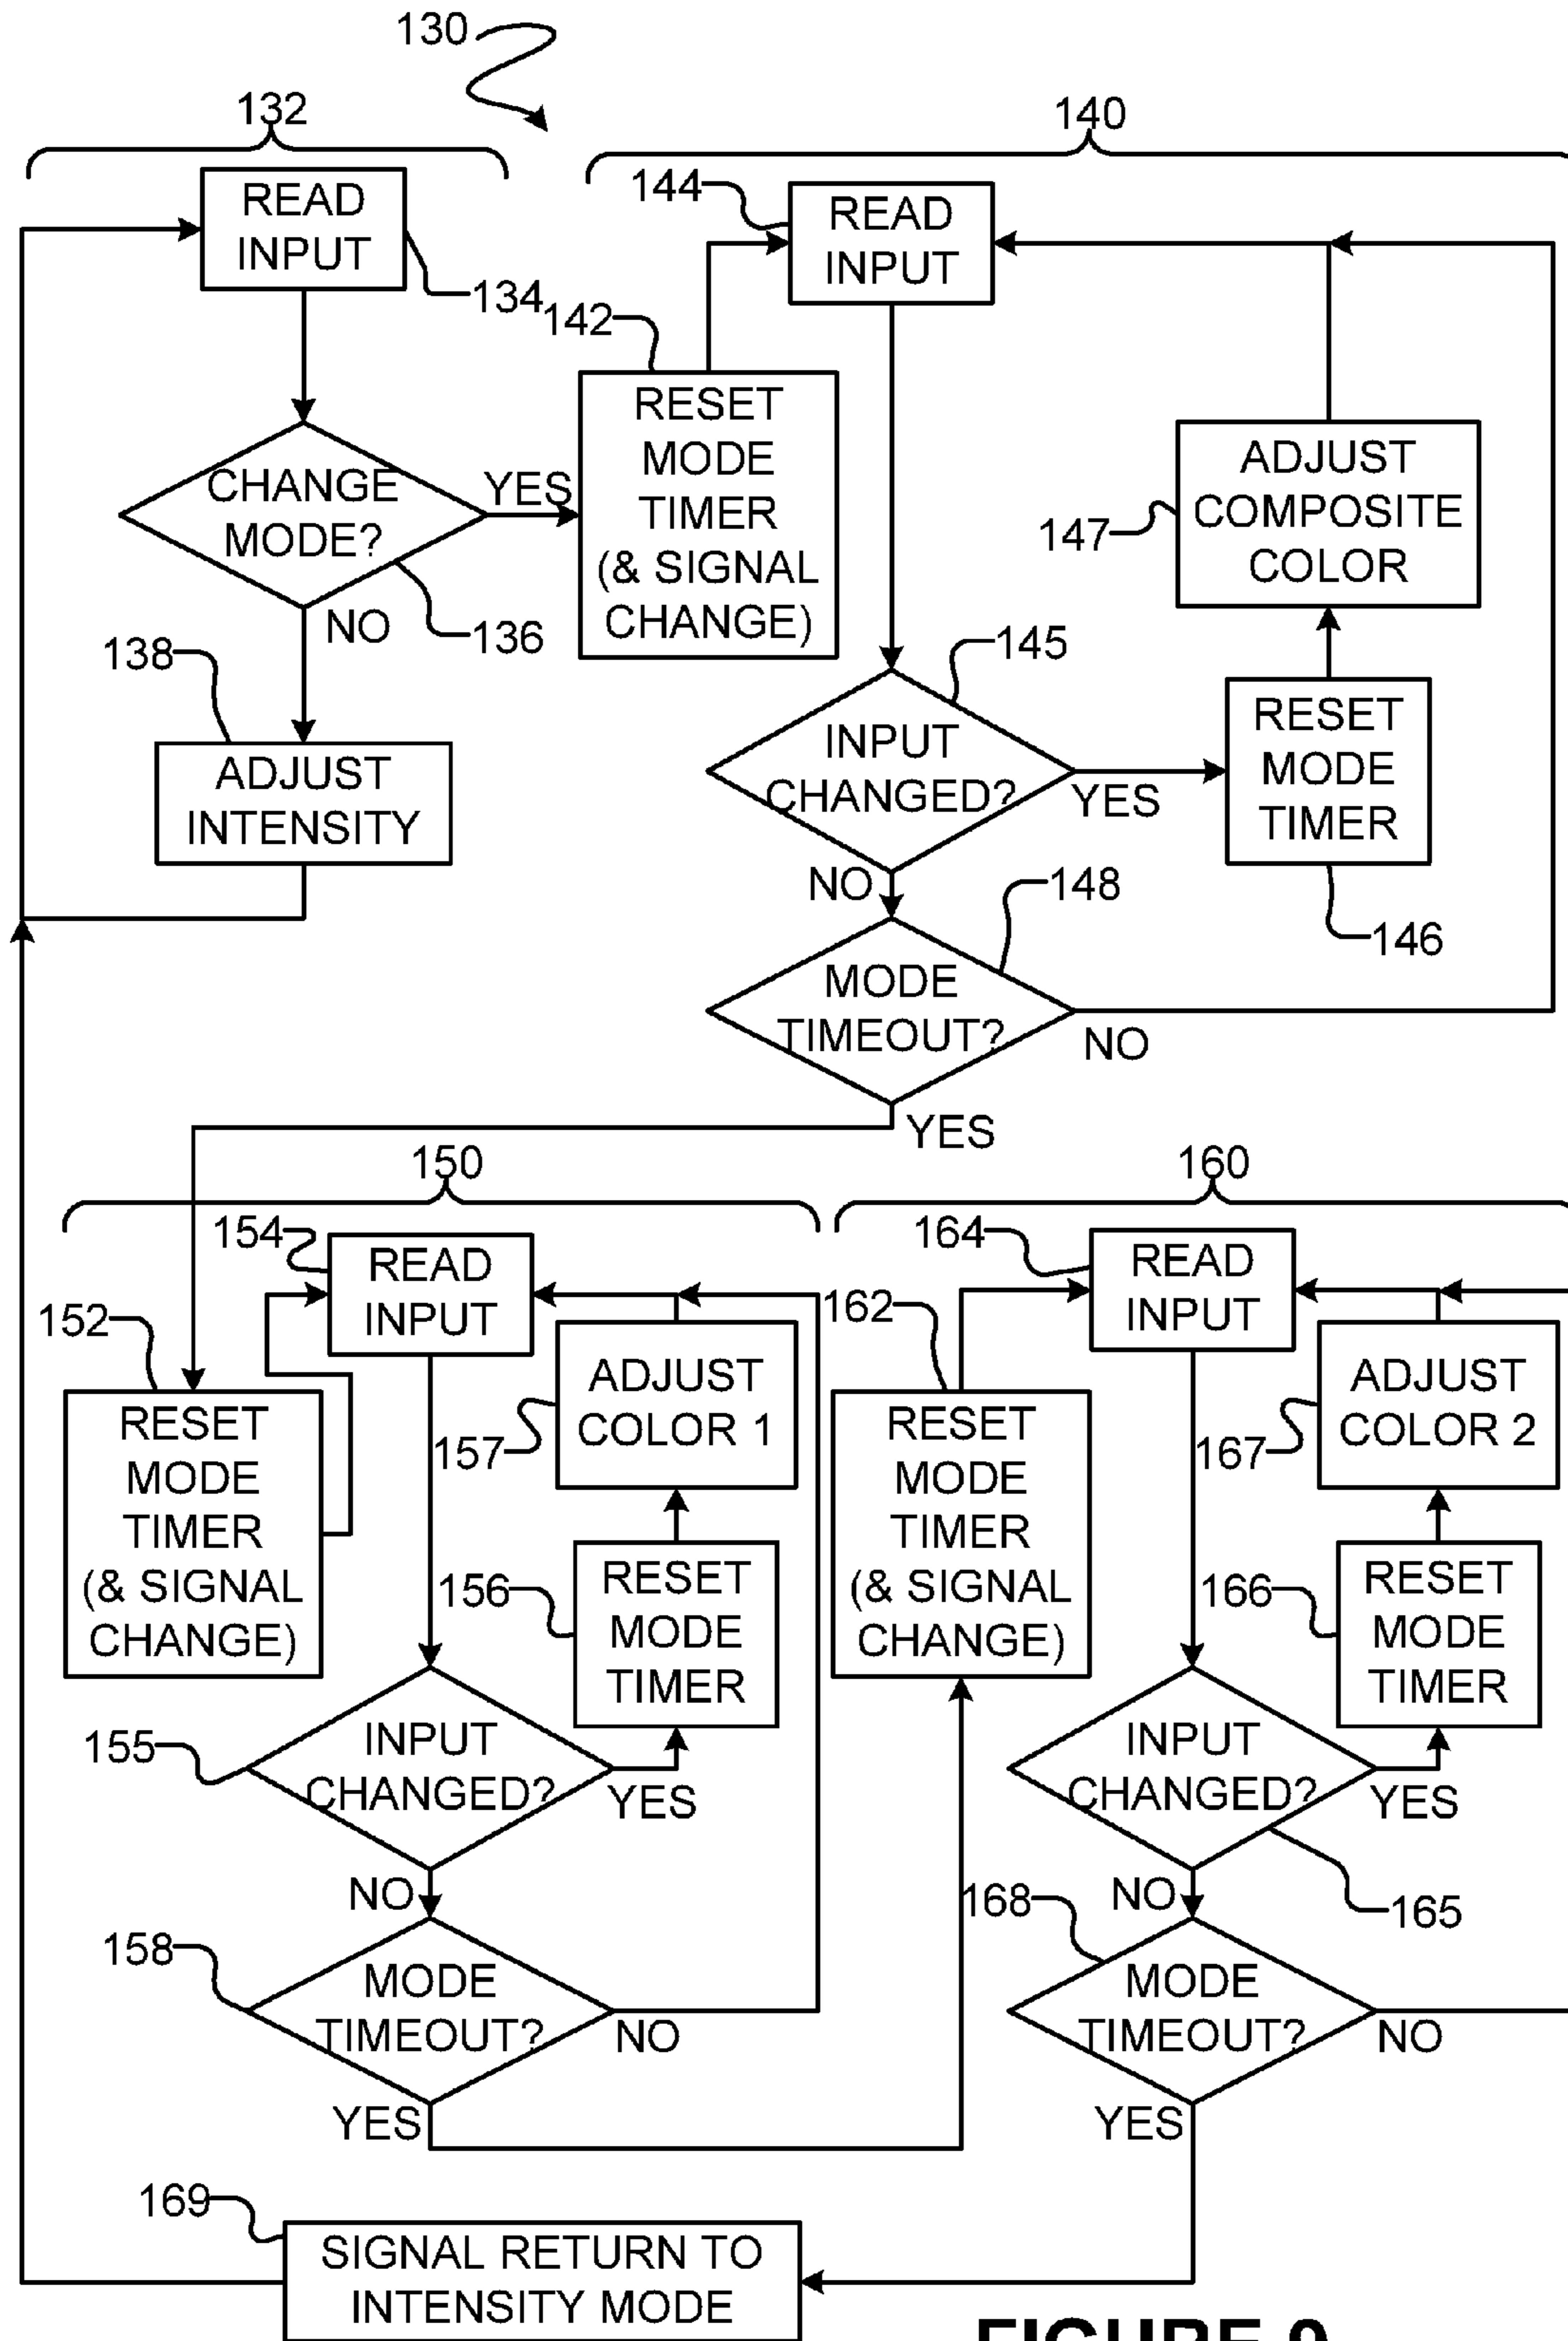 130
132
140
READ
INPUT
134
144
READ
INPUT
142
CHANGE
MODE?
YES
NO
136
RESET
MODE
TIMER
(& SIGNAL
CHANGE)
138
ADJUST
INTENSITY
ADJUST
COMPOSITE
COLOR
147
145
INPUT
CHANGED?
YES
NO
RESET
MODE
TIMER
146
148
MODE
TIMEOUT?
NO
YES
150
154
READ
INPUT
152
RESET
MODE
TIMER
(& SIGNAL
CHANGE)
ADJUST
COLOR 1
157
156
RESET
MODE
TIMER
155
INPUT
CHANGED?
YES
NO
158
MODE
TIMEOUT?
NO
YES
160
164
READ
INPUT
162
RESET
MODE
TIMER
(& SIGNAL
CHANGE)
ADJUST
COLOR 2
167
166
RESET
MODE
TIMER
INPUT
CHANGED?
YES
165
NO
168
MODE
TIMEOUT?
NO
YES
169
SIGNAL RETURN TO
INTENSITY MODE
FIGURE 9